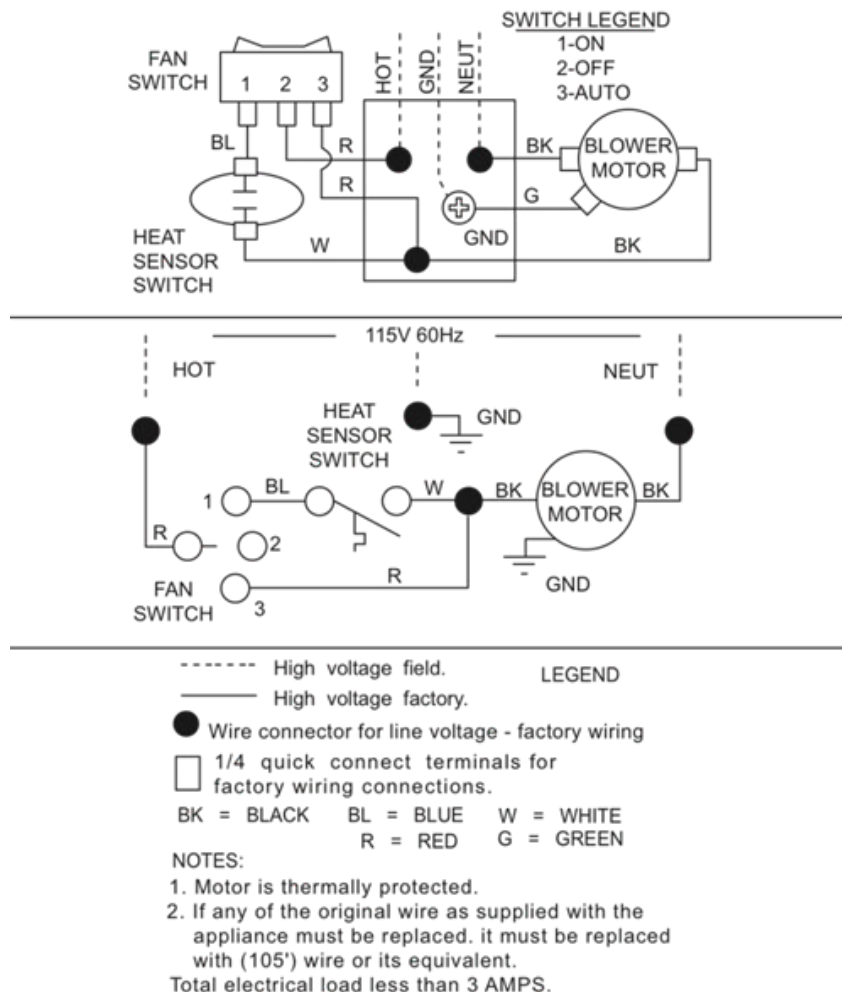 SWITCH LEGEND
1-ON
2-OFF
3-AUTO
FAN
SWITCH
1 2 3
HOT
GND
NEUT
BL
R
R
BK
BLOWER
MOTOR
G
GND
HEAT
SENSOR
SWITCH
W
BK
115V 60Hz
HOT
NEUT
HEAT
SENSOR
SWITCH
GND
1
BL
W
BK
BLOWER
MOTOR
BK
R
2
GND
FAN
SWITCH
3
R
High voltage field.
LEGEND
High voltage factory.
Wire connector for line voltage - factory wiring
1/4 quick connect terminals for
factory wiring connections.
BK = BLACK BL = BLUE W = WHITE
R = RED G = GREEN
NOTES:
1. Motor is thermally protected.
2. If any of the original wire as supplied with the
appliance must be replaced. it must be replaced
with (105') wire or its equivalent.
Total electrical load less than 3 AMPS.